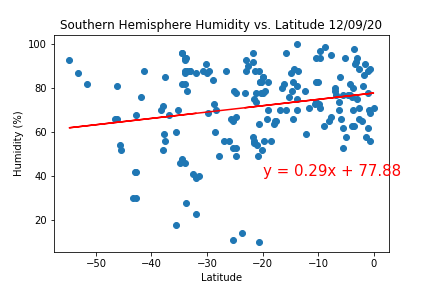 Southern Hemisphere Humidity vs. Latitude 12/09/20
100
80
60
40
20
Humidity (%)
y = 0.29x + 77.88
−50
−40
−30
−20
−10
0
Latitude